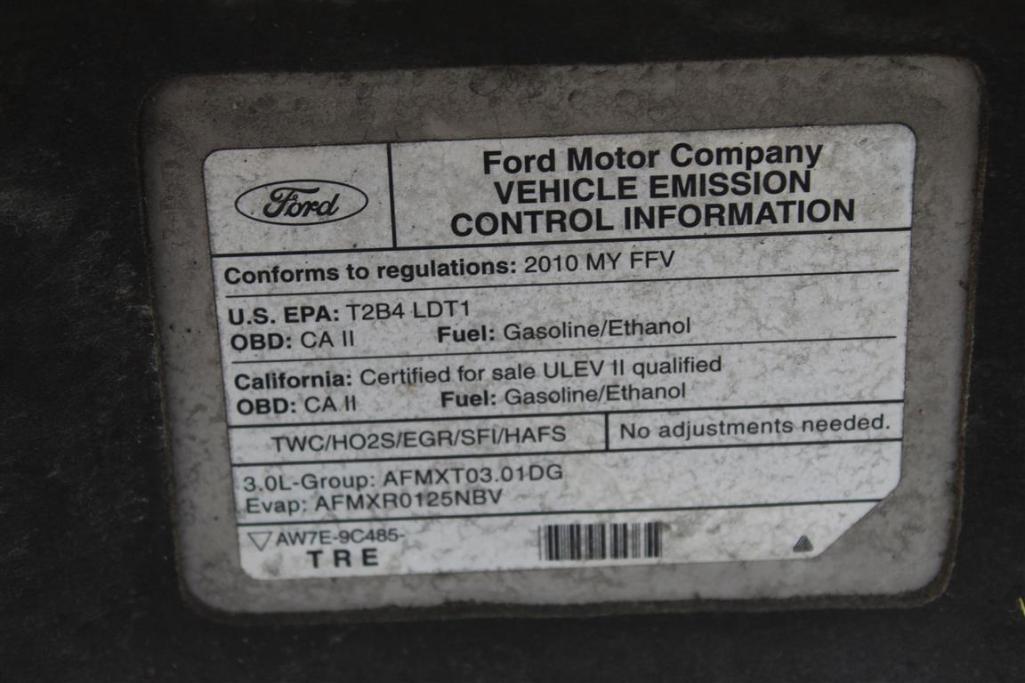 Ford
Ford Motor Company
VEHICLE EMISSION
CONTROL INFORMATION
Conforms to regulations: 2010 MY FFV
U.S. EPA: T2B4 LDT1
OBD: CA II Fuel: Gasoline/Ethanol
California: Certified for sale ULEV II qualified
OBD: CA II Fuel: Gasoline/Ethanol
TWC/HO2S/EGR/SFI/HAFS No adjustments needed.
3.0L-Group: AFMXT03.01DG
Evap: AFMXR0125NBV
AW7E-9C485-
TRE